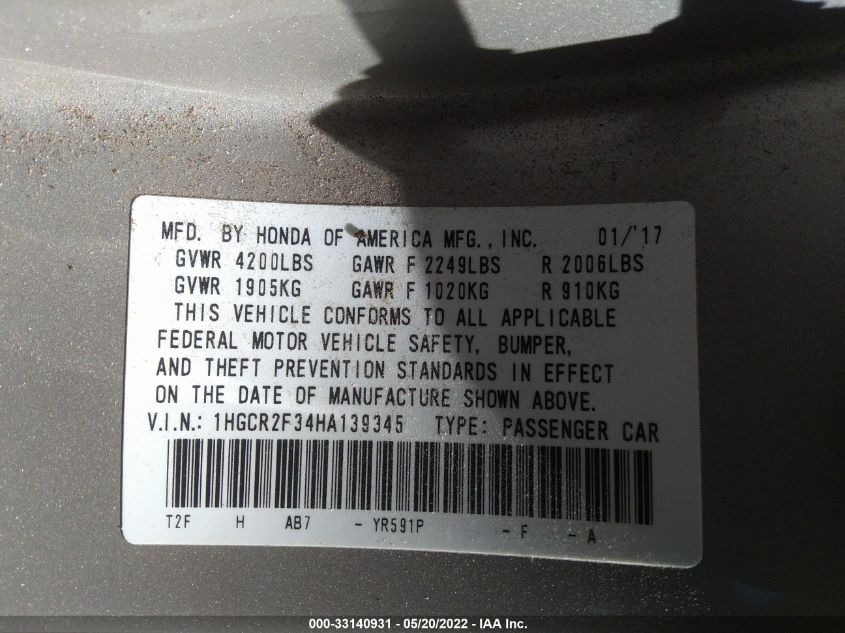 MFD. BY HONDA OF AMERICA MFG., INC. 01/'17
GVWR 4200LBS GAWR F 2249LBS R 2006LBS
GVWR 1905KG GAWR F 1020KG R 910KG
THIS VEHICLE CONFORMS TO ALL APPLICABLE
FEDERAL MOTOR VEHICLE SAFETY, BUMPER,
AND THEFT PREVENTION STANDARDS IN EFFECT
ON THE DATE OF MANUFACTURE SHOWN ABOVE.
V.I.N.: 1HGCR2F34HA139345 TYPE: PASSENGER CAR
T2F H AB7 - YR591P - F - A
000-33140931 - 05/20/2022 - IAA Inc.